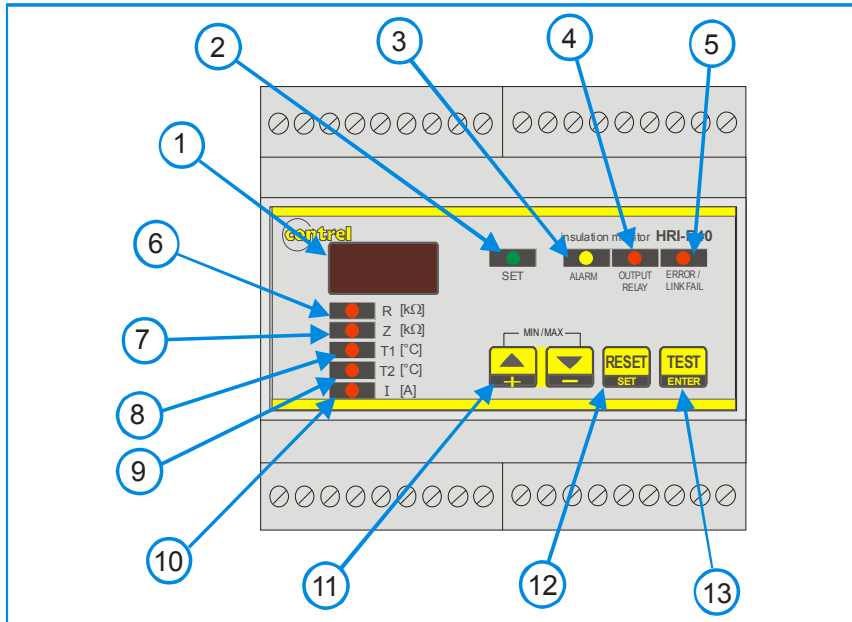 2
3
4
5
1
contrel
insulation monitor HRI-R40
SET
ALARM
OUTPUT RELAY
ERROR / LINK FAIL
6
R [kΩ]
7
Z [kΩ]
8
T1 [°C]
9
T2 [°C]
10
I [A]
MIN/MAX
+
−
RESET
SET
TEST
ENTER
11
12
13